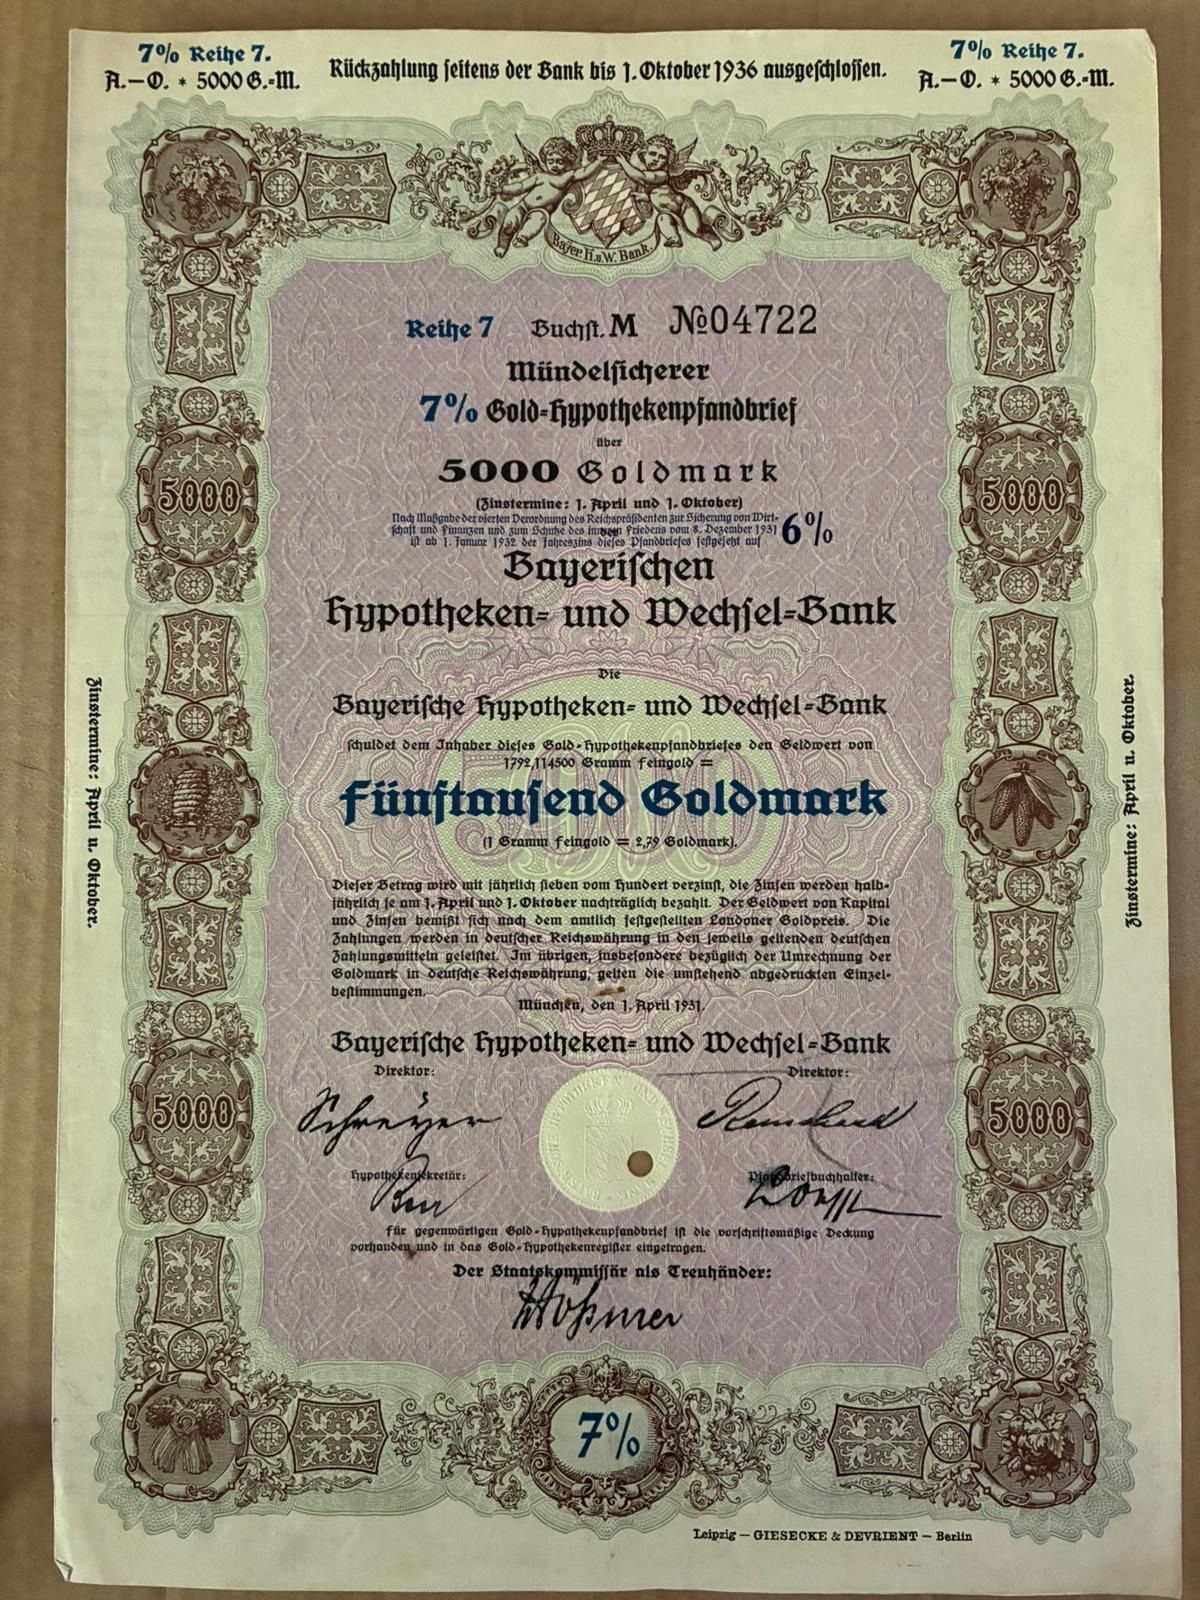 7% Reihe 7.
A.—O. * 5000 G.-M.
Rückzahlung seitens der Bank bis 1. Oktober 1936 ausgeschlossen.
7% Reihe 7.
A.—O. * 5000 G.-M.
Bayer. H. u. W. Bank.
Reihe 7 Buchst. M № 04722
Mündelsicherer
7% Gold-Hypothekenpfandbrief
über
5000 Goldmark
(Zinstermine: 1. April und 1. Oktober)
Nach Maßgabe der vierten Verordnung des Reichspräsidenten zur Sicherung von Wirt-
schaft und Finanzen und zum Schutze des inneren Friedens vom 8. Dezember 1931
ist ab 1. Januar 1932 der Jahreszins dieses Pfandbriefes festgesetzt auf 6%
der
Bayerischen
Hypotheken- und Wechsel-Bank
Die
Bayerische Hypotheken- und Wechsel-Bank
schuldet dem Inhaber dieses Gold-Hypothekenpfandbriefes den Geldwert von
1792,114500 Gramm Feingold =
Fünftausend Goldmark
(1 Gramm Feingold = 2,79 Goldmark).
Dieser Betrag wird mit jährlich sieben vom Hundert verzinst, die Zinsen werden halb-
jährlich je am 1. April und 1. Oktober nachträglich bezahlt. Der Geldwert von Kapital
und Zinsen bemißt sich nach dem amtlich festgestellten Londoner Goldpreis. Die
Zahlungen werden in deutscher Reichswährung in den jeweils geltenden deutschen
Zahlungsmitteln geleistet. Im übrigen, insbesondere bezüglich der Umrechnung der
Goldmark in deutsche Reichswährung, gelten die umstehend abgedruckten Einzel-
bestimmungen.
München, den 1. April 1931.
Bayerische Hypotheken- und Wechsel-Bank
Direktor:
Direktor:
Schreyer
Hypothekensekretär:
Pfandbriefbuchhalter:
Für gegenwärtigen Gold-Hypothekenpfandbrief ist die vorschriftsmäßige Deckung
vorhanden und in das Gold-Hypothekenregister eingetragen.
Der Staatskommissär als Treuhänder:
7%
5000
5000
5000
5000
Zinstermine: April u. Oktober.
Zinstermine: April u. Oktober.
Leipzig — GIESECKE & DEVRIENT — Berlin